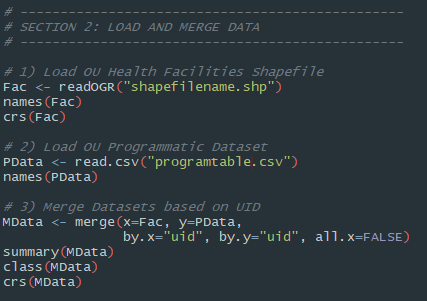 # -----------------------------------------------
# SECTION 2: LOAD AND MERGE DATA
# -----------------------------------------------
# 1) Load OU Health Facilities Shapefile
Fac <- readOGR("shapefilename.shp")
names(Fac)
crs(Fac)
# 2) Load OU Programmatic Dataset
PData <- read.csv("programtable.csv")
names(PData)
# 3) Merge Datasets based on UID
MData <- merge(x=Fac, y=PData,
by.x="uid", by.y="uid", all.x=FALSE)
summary(MData)
class(MData)
crs(MData)